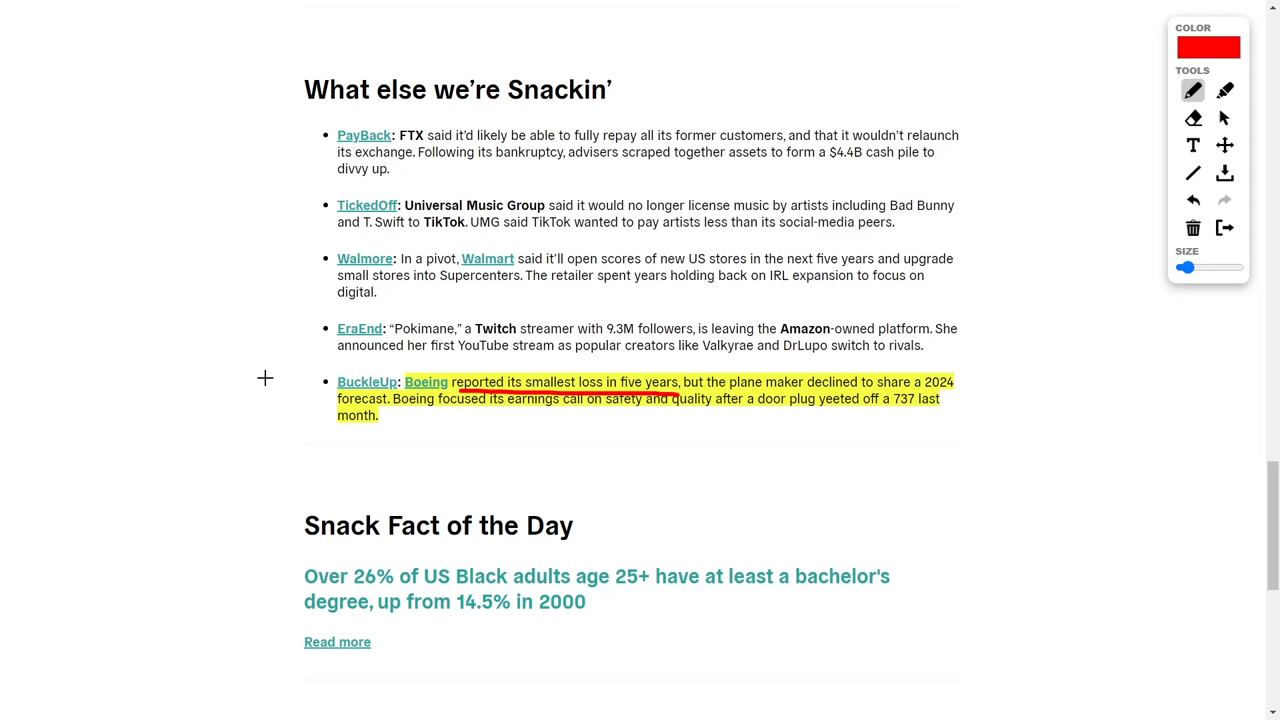 COLOR
TOOLS
SIZE
What else we’re Snackin’
PayBack: FTX said it’d likely be able to fully repay all its former customers, and that it wouldn’t relaunch
its exchange. Following its bankruptcy, advisers scraped together assets to form a $4.4B cash pile to
divvy up.
TickedOff: Universal Music Group said it would no longer license music by artists including Bad Bunny
and T. Swift to TikTok. UMG said TikTok wanted to pay artists less than its social-media peers.
Walmore: In a pivot, Walmart said it’ll open scores of new US stores in the next five years and upgrade
small stores into Supercenters. The retailer spent years holding back on IRL expansion to focus on
digital.
EraEnd: “Pokimane,” a Twitch streamer with 9.3M followers, is leaving the Amazon-owned platform. She
announced her first YouTube stream as popular creators like Valkyrae and DrLupo switch to rivals.
BuckleUp: Boeing reported its smallest loss in five years, but the plane maker declined to share a 2024
forecast. Boeing focused its earnings call on safety and quality after a door plug yeeted off a 737 last
month.
Snack Fact of the Day
Over 26% of US Black adults age 25+ have at least a bachelor's
degree, up from 14.5% in 2000
Read more